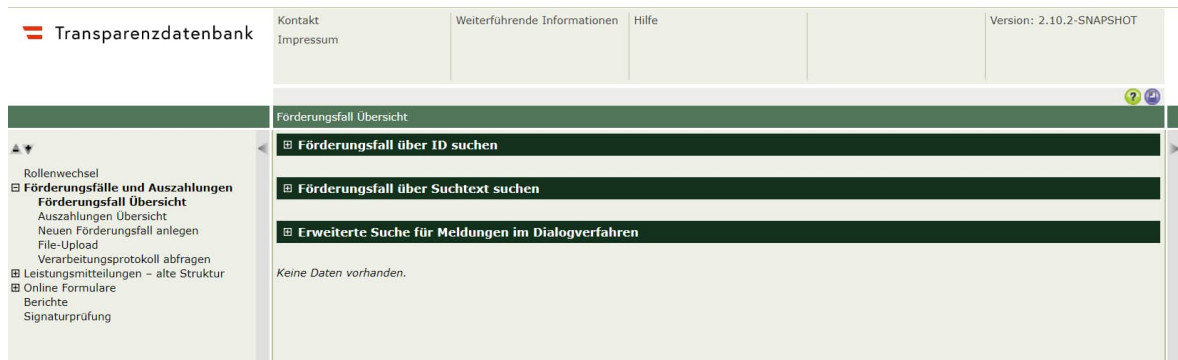 Transparenzdatenbank
Kontakt
Impressum
Weiterführende Informationen
Hilfe
Version: 2.10.2-SNAPSHOT
Förderungsfall Übersicht
Rollenwechsel
Förderungsfälle und Auszahlungen
Förderungsfall Übersicht
Auszahlungen Übersicht
Neuen Förderungsfall anlegen
File-Upload
Verarbeitungsprotokoll abfragen
Leistungsmitteilungen – alte Struktur
Online Formulare
Berichte
Signaturprüfung
Förderungsfall über ID suchen
Förderungsfall über Suchtext suchen
Erweiterte Suche für Meldungen im Dialogverfahren
Keine Daten vorhanden.